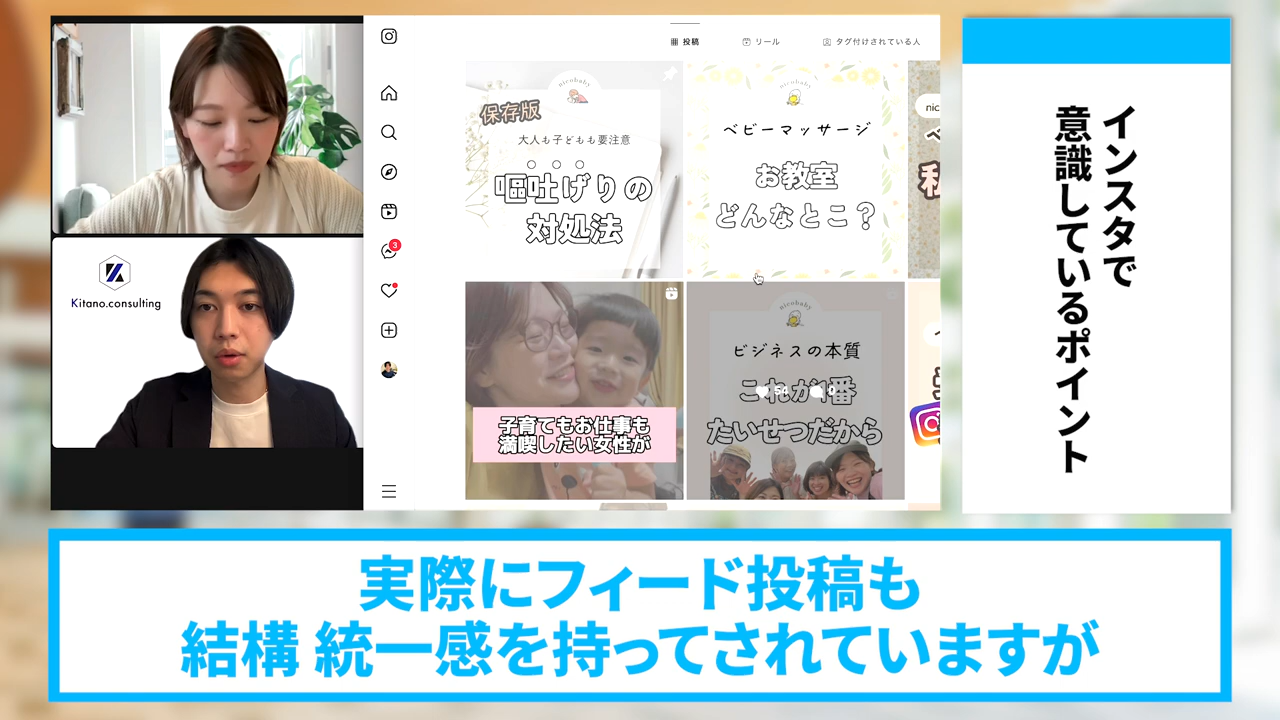 Kitano.consulting
3
投稿
リール
タグ付けされている人
nicobaby
保存版
大人も子どもも要注意
嘔吐げりの
対処法
nicobaby
ベビーマッサージ
お教室
どんなとこ？
nic
子育てもお仕事も
満喫したい女性が
nicobaby
ビジネスの本質
これが1番
たいせつだから
インスタで
意識しているポイント
実際にフィード投稿も
結構 統一感を持ってされていますが